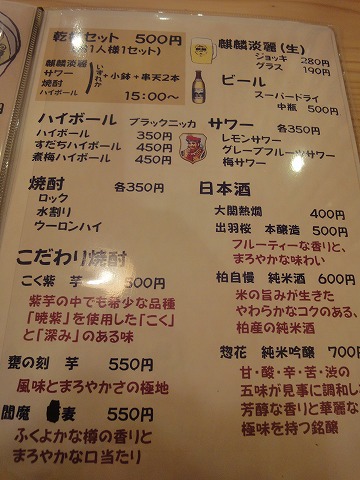 乾杯セット 500円
1人様1セット)
麒麟淡麗
サワー
焼酎
ハイボール
いずれか
+小鉢+串天2本
15:00〜
ハイボール ブラックニッカ
ハイボール 350円
すだちハイボール 450円
煮梅ハイボール 450円
焼酎 各350円
ロック
水割り
ウーロンハイ
こだわり焼酎
こく紫 芋 500円
紫芋の中でも希少な品種
「暁紫」を使用した「こく」
と「深み」のある味
甕の刻 芋 550円
風味とまろやかさの極地
閻魔 麦 550円
ふくよかな樽の香りと
まろやかな口当たり
麒麟淡麗(生)
ジョッキ 280円
グラス 190円
ビール
スーパードライ
中瓶 500円
サワー 各350円
レモンサワー
グレープフルーツサワー
梅サワー
日本酒
大関熱燗 400円
出羽桜 本醸造 500円
フルーティーな香りと、
まろやかな味わい
柏自慢 純米酒 600円
米の旨みが生きた
やわらかなコクのある、
柏産の純米酒
惣花 純米吟醸 700円
甘・酸・辛・苦・渋の
五味が見事に調和し
芳醇な香りと華麗な
極味を持つ銘醸